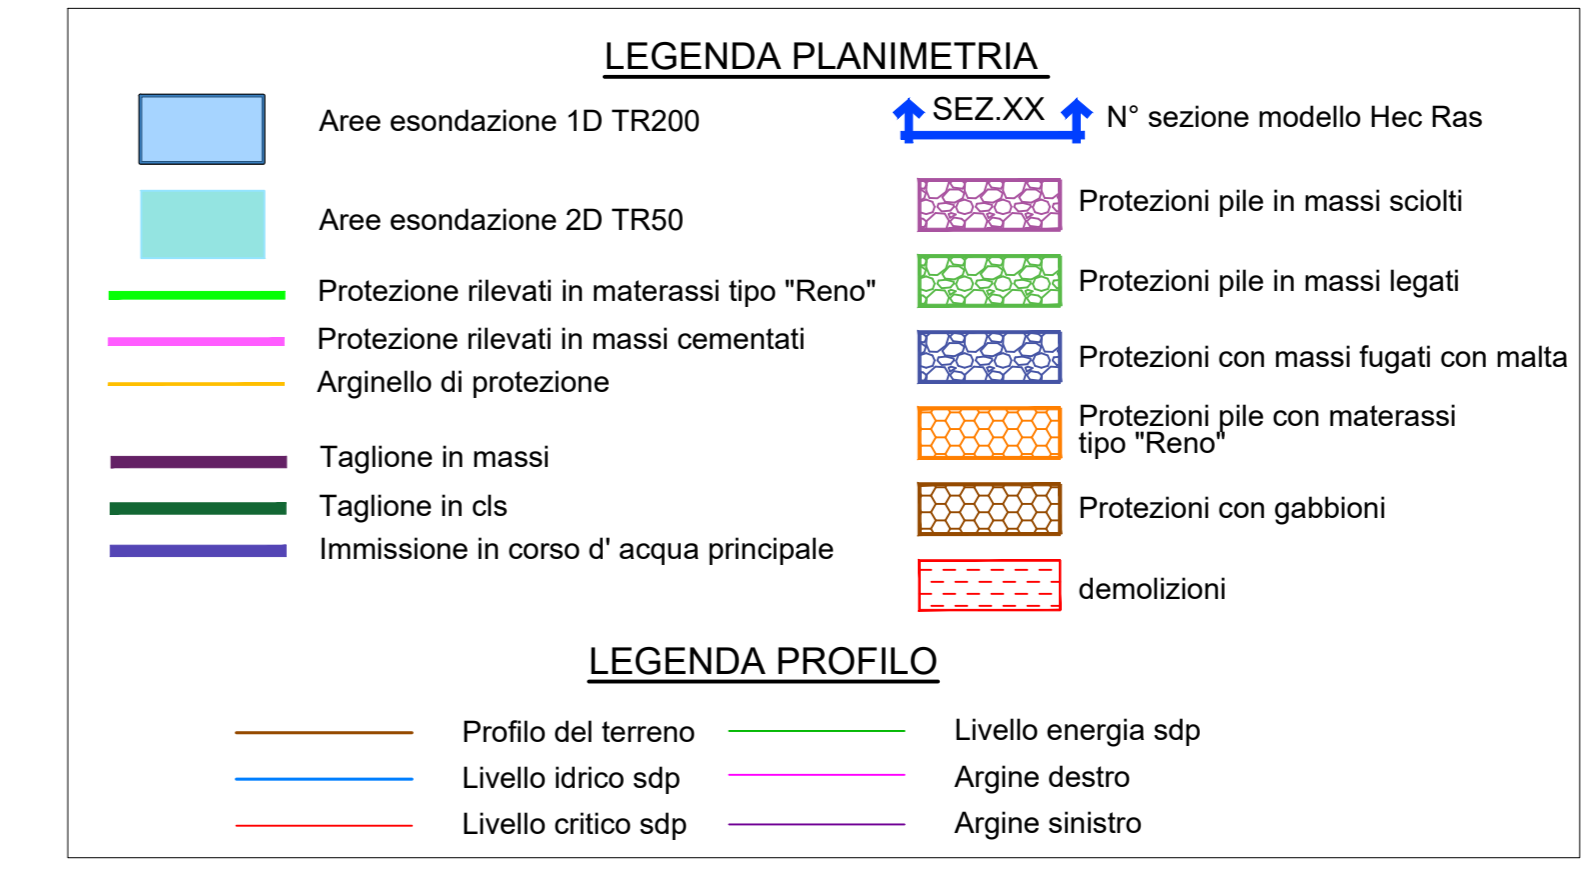 LEGENDA PLANIMETRIA
Aree esondazione 1D TR200
Aree esondazione 2D TR50
Protezione rilevati in materassi tipo "Reno"
Protezione rilevati in massi cementati
Arginello di protezione
Taglione in massi
Taglione in cls
Immissione in corso d' acqua principale
SEZ.XX
N° sezione modello Hec Ras
Protezioni pile in massi sciolti
Protezioni pile in massi legati
Protezioni con massi fugati con malta
Protezioni pile con materassi
tipo "Reno"
Protezioni con gabbioni
demolizioni
LEGENDA PROFILO
Profilo del terreno
Livello idrico sdp
Livello critico sdp
Livello energia sdp
Argine destro
Argine sinistro